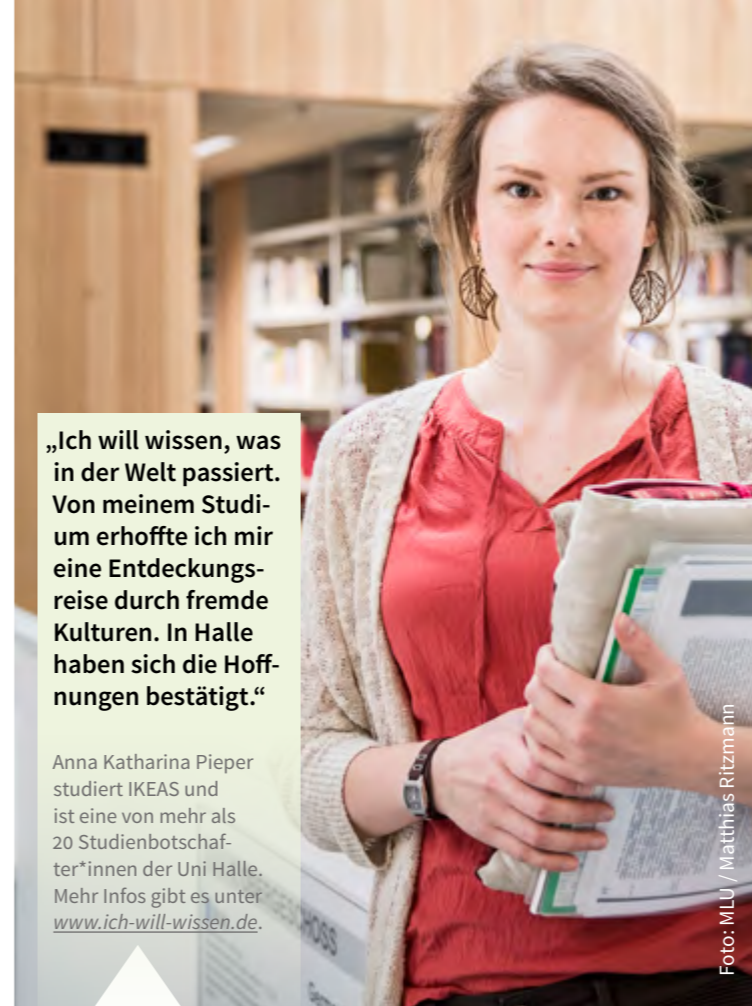 „Ich will wissen, was
in der Welt passiert.
Von meinem Studi-
um erhoffte ich mir
eine Entdeckungs-
reise durch fremde
Kulturen. In Halle
haben sich die Hoff-
nungen bestätigt.“
Anna Katharina Pieper
studiert IKEAS und
ist eine von mehr als
20 Studienbotschaf-
ter*innen der Uni Halle.
Mehr Infos gibt es unter
www.ich-will-wissen.de.
Foto: MLU / Matthias Ritzmann